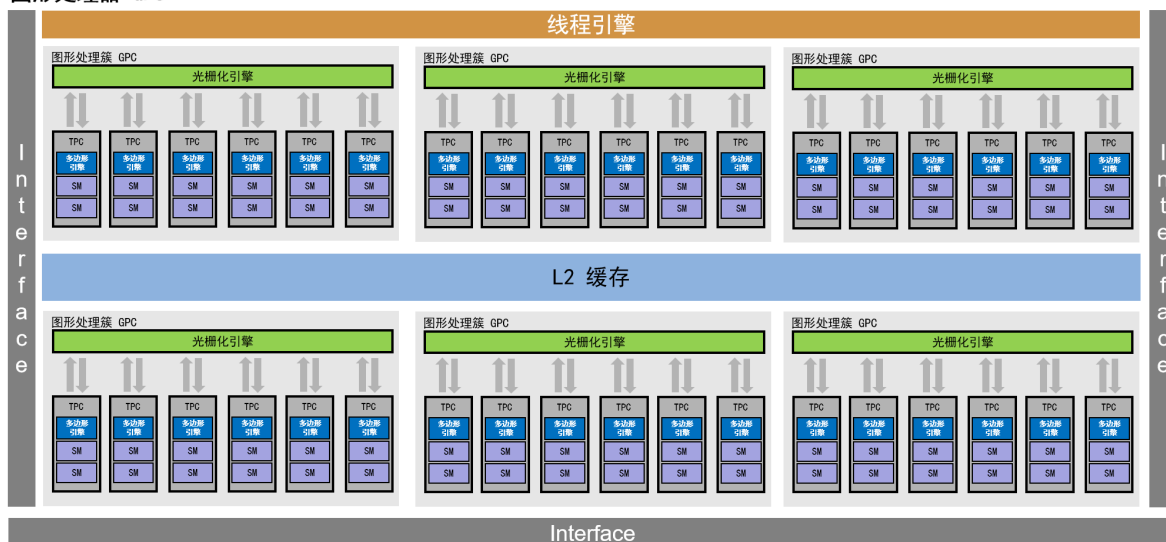 线程引擎
图形处理簇 GPC
光栅化引擎
TPC TPC TPC TPC TPC TPC
多边形 多边形 多边形 多边形 多边形 多边形
引擎 引擎 引擎 引擎 引擎 引擎
SM SM SM SM SM SM
SM SM SM SM SM SM
图形处理簇 GPC
光栅化引擎
TPC TPC TPC TPC TPC TPC
多边形 多边形 多边形 多边形 多边形 多边形
引擎 引擎 引擎 引擎 引擎 引擎
SM SM SM SM SM SM
SM SM SM SM SM SM
图形处理簇 GPC
光栅化引擎
TPC TPC TPC TPC TPC TPC
多边形 多边形 多边形 多边形 多边形 多边形
引擎 引擎 引擎 引擎 引擎 引擎
SM SM SM SM SM SM
SM SM SM SM SM SM
Interface
L2 缓存
Interface
图形处理簇 GPC
光栅化引擎
TPC TPC TPC TPC TPC TPC
多边形 多边形 多边形 多边形 多边形 多边形
引擎 引擎 引擎 引擎 引擎 引擎
SM SM SM SM SM SM
SM SM SM SM SM SM
图形处理簇 GPC
光栅化引擎
TPC TPC TPC TPC TPC TPC
多边形 多边形 多边形 多边形 多边形 多边形
引擎 引擎 引擎 引擎 引擎 引擎
SM SM SM SM SM SM
SM SM SM SM SM SM
图形处理簇 GPC
光栅化引擎
TPC TPC TPC TPC TPC TPC
多边形 多边形 多边形 多边形 多边形 多边形
引擎 引擎 引擎 引擎 引擎 引擎
SM SM SM SM SM SM
SM SM SM SM SM SM
Interface